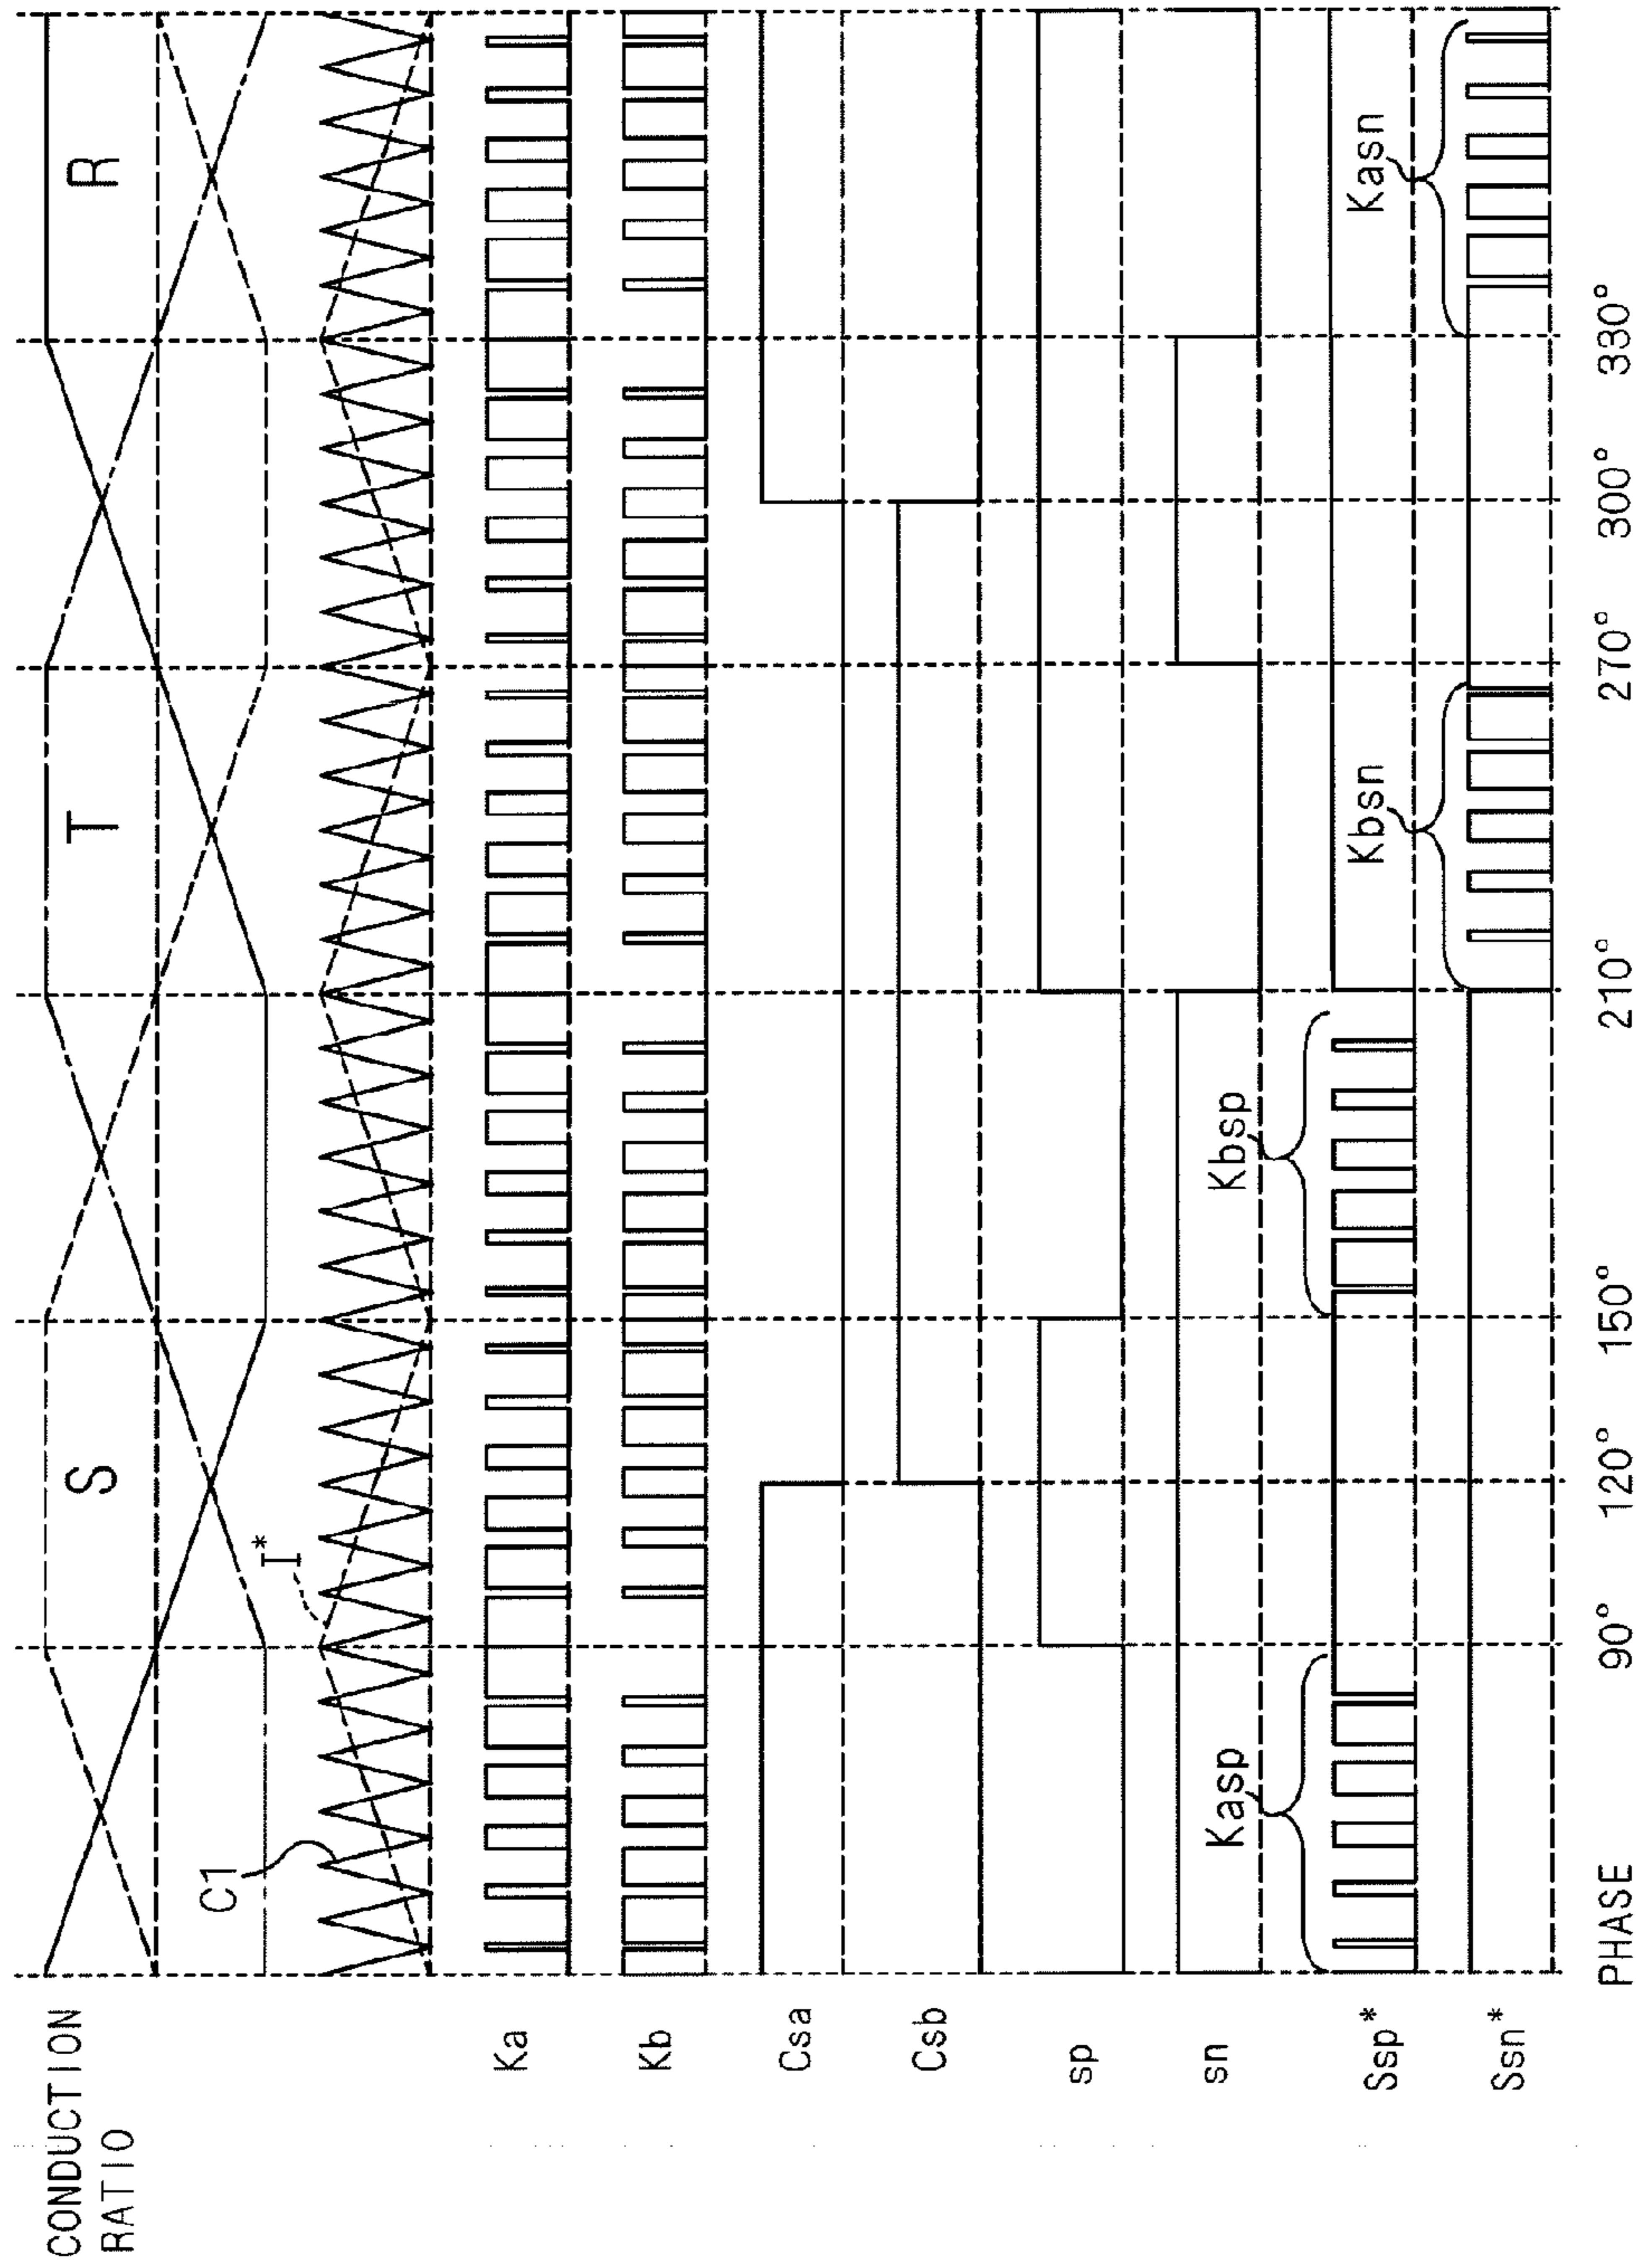 CONDUCTION
RATIO
S
T
R
C1
I*
Ka
Kb
Csa
Csb
sp
sn
Kasp
Kbsp
Kbsn
Kasn
Ssp*
Ssn*
PHASE 90° 120° 150° 210° 270° 300° 330°